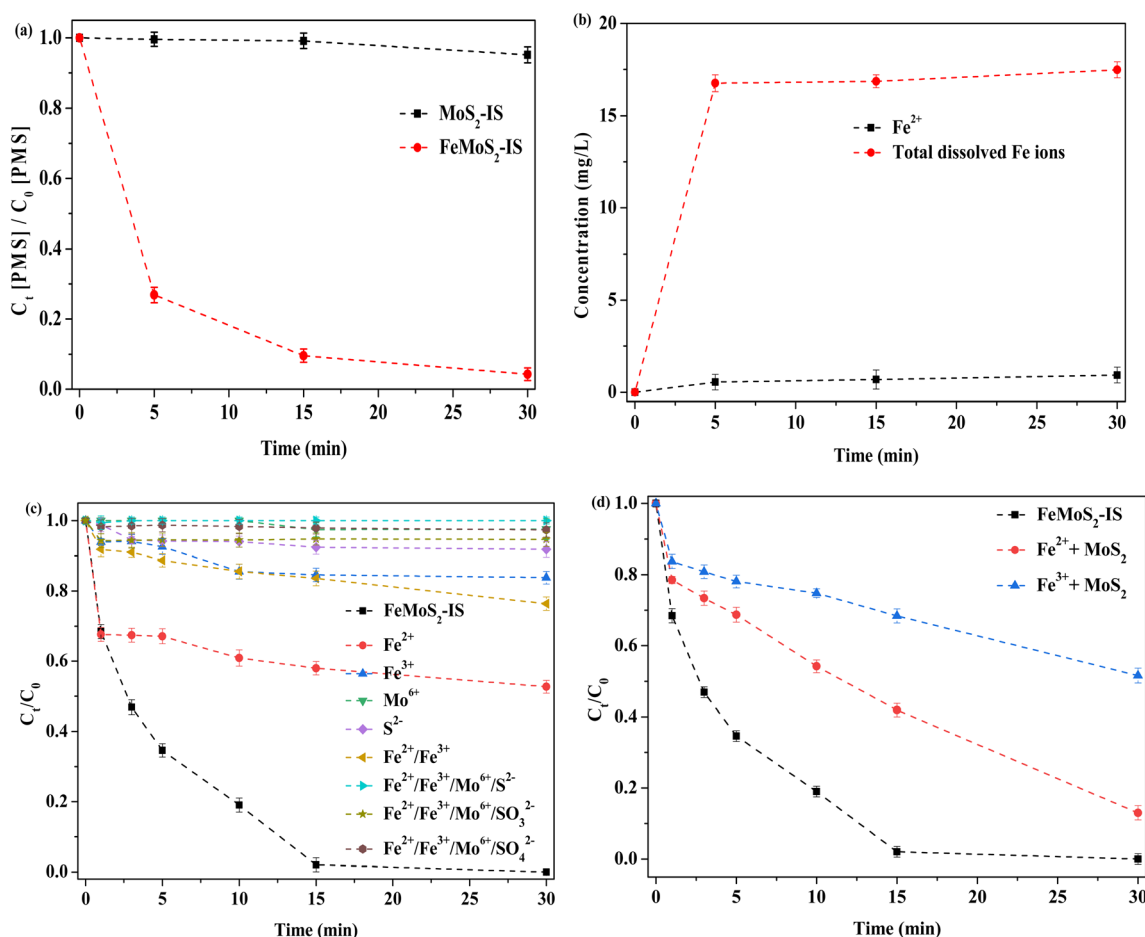 (a)
1.0
0.8
0.6
0.4
0.2
0.0
C_t [PMS] / C_0 [PMS]
MoS₂-IS
FeMoS₂-IS
0 5 10 15 20 25 30
Time (min)
(b)
20
15
10
5
0
Concentration (mg/L)
Fe²⁺
Total dissolved Fe ions
0 5 10 15 20 25 30
Time (min)
(c)
1.0
0.8
0.6
0.4
0.2
0.0
C_t/C_0
FeMoS₂-IS
Fe²⁺
Fe³⁺
Mo⁶⁺
S²⁻
Fe²⁺/Fe³⁺
Fe²⁺/Fe³⁺/Mo⁶⁺/S²⁻
Fe²⁺/Fe³⁺/Mo⁶⁺/SO₃²⁻
Fe²⁺/Fe³⁺/Mo⁶⁺/SO₄²⁻
0 5 10 15 20 25 30
Time (min)
(d)
1.0
0.8
0.6
0.4
0.2
0.0
C_t/C_0
FeMoS₂-IS
Fe²⁺+ MoS₂
Fe³⁺+ MoS₂
0 5 10 15 20 25 30
Time (min)